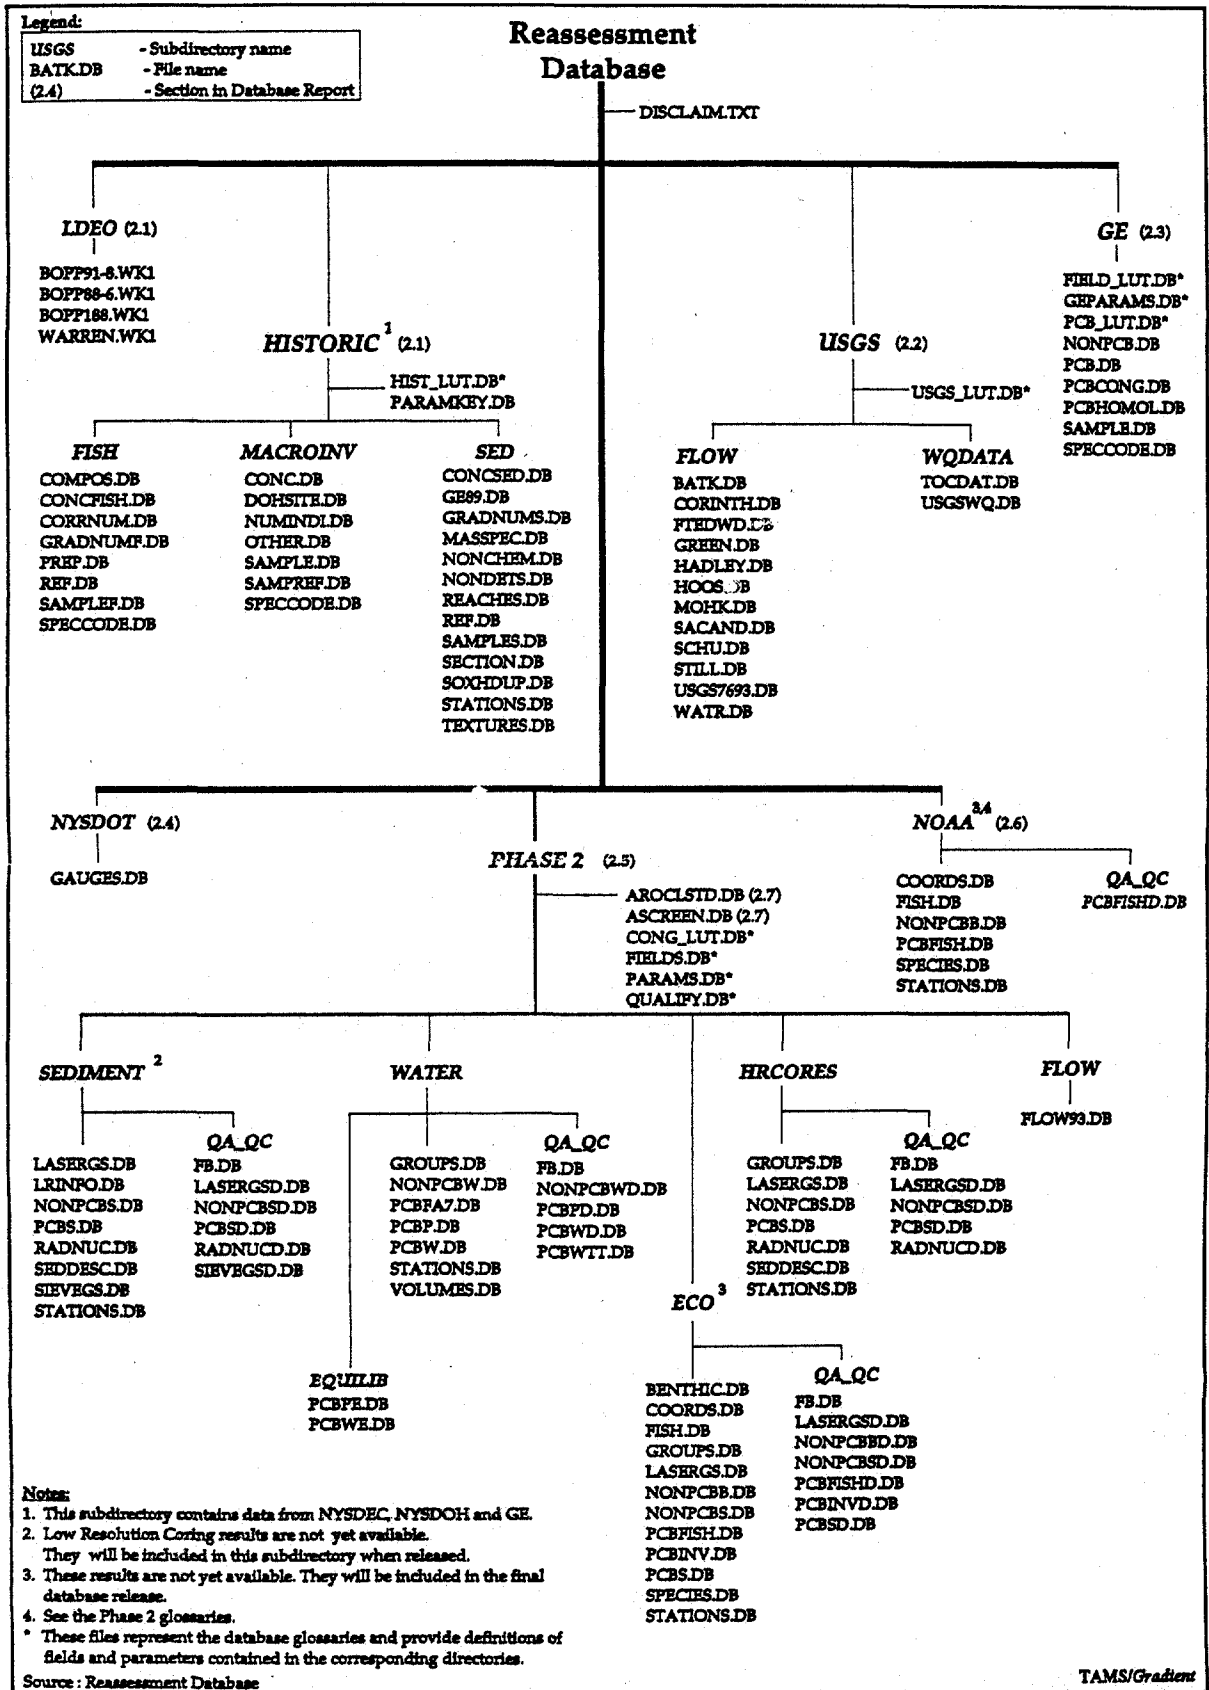 Legend:
USGS - Subdirectory name
BATK.DB - File name
(2.4) - Section in Database Report
Reassessment
Database
DISCLAIM.TXT
LDEO (2.1)
BOPP91-8.WK1
BOPP88-6.WK1
BOPP188.WK1
WARREN.WK1
HISTORIC 1 (2.1)
HIST_LUT.DB*
PARAMKEY.DB
FISH
COMPOS.DB
CONCFISH.DB
CORRNUM.DB
GRADNUMF.DB
PREP.DB
REF.DB
SAMPLEF.DB
SPECCODE.DB
MACROINV
CONC.DB
DOHSITE.DB
NUMINDI.DB
OTHER.DB
SAMPLE.DB
SAMPREF.DB
SPECCODE.DB
SED
CONCSED.DB
GE89.DB
GRADNUMS.DB
MASSPEC.DB
NONCHEM.DB
NONDETS.DB
REACHES.DB
REF.DB
SAMPLES.DB
SECTION.DB
SOXHDUP.DB
STATIONS.DB
TEXTURES.DB
USGS (2.2)
USGS_LUT.DB*
FLOW
BATK.DB
CORINTH.DB
FTEDWD.DB
GREEN.DB
HADLEY.DB
MOHK.DB
SACAND.DB
SCHU.DB
STILL.DB
USGS7693.DB
WATR.DB
WQDATA
TOCDAT.DB
USGSWQ.DB
GE (2.3)
FIELD_LUT.DB*
GEPARAMS.DB*
PCB_LUT.DB*
NONPCB.DB
PCB.DB
PCBCONG.DB
PCBHOMOL.DB
SAMPLE.DB
SPECCODE.DB
NYSDOT (2.4)
GAUGES.DB
PHASE 2 (2.5)
AROCLSTD.DB (2.7)
ASCREEN.DB (2.7)
CONG_LUT.DB*
FIELDS.DB*
PARAMS.DB*
QUALIFY.DB*
NOAA 3,4 (2.6)
COORDS.DB
FISH.DB
NONPCBB.DB
PCBFISH.DB
SPECIES.DB
STATIONS.DB
QA_QC
PCBFISHD.DB
SEDIMENT 2
LASERGS.DB
LRINFO.DB
NONPCBS.DB
PCBS.DB
RADNUC.DB
SEDDESC.DB
SIEVEGS.DB
STATIONS.DB
QA_QC
FB.DB
LASERGSD.DB
NONPCBSD.DB
PCBSD.DB
RADNUCD.DB
SIEVEGSD.DB
WATER
GROUPS.DB
NONPCBW.DB
PCBFA7.DB
PCBP.DB
PCBW.DB
STATIONS.DB
VOLUMES.DB
QA_QC
FB.DB
NONPCBWD.DB
PCBPD.DB
PCBWD.DB
PCBWTT.DB
EQUILIB
PCBPE.DB
PCBWE.DB
HRCORES
GROUPS.DB
LASERGS.DB
NONPCBS.DB
PCBS.DB
RADNUC.DB
SEDDESC.DB
STATIONS.DB
QA_QC
FB.DB
LASERGSD.DB
NONPCBSD.DB
PCBSD.DB
RADNUCD.DB
FLOW
FLOW93.DB
ECO 3
BENTHIC.DB
COORDS.DB
FISH.DB
GROUPS.DB
LASERGS.DB
NONPCBB.DB
NONPCBS.DB
PCBFISH.DB
PCBINV.DB
PCBS.DB
SPECIES.DB
STATIONS.DB
QA_QC
FB.DB
LASERGSD.DB
NONPCBBD.DB
NONPCBSD.DB
PCBFISHD.DB
PCBINVD.DB
PCBSD.DB
Notes:
1. This subdirectory contains data from NYSDEC, NYSDOH and GE.
2. Low Resolution Coring results are not yet available.
They will be included in this subdirectory when released.
3. These results are not yet available. They will be included in the final
database release.
4. See the Phase 2 glossaries.
* These files represent the database glossaries and provide definitions of
fields and parameters contained in the corresponding directories.
Source : Reassessment Database
TAMS/Gradient